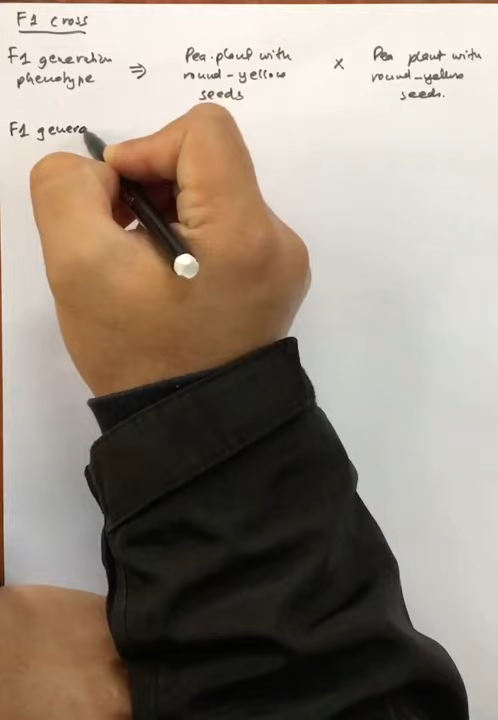 F1 cross
F1 generation phenotype ⇒ Pea plant with round-yellow seeds × Pea plant with round-yellow seeds.
F1 genera